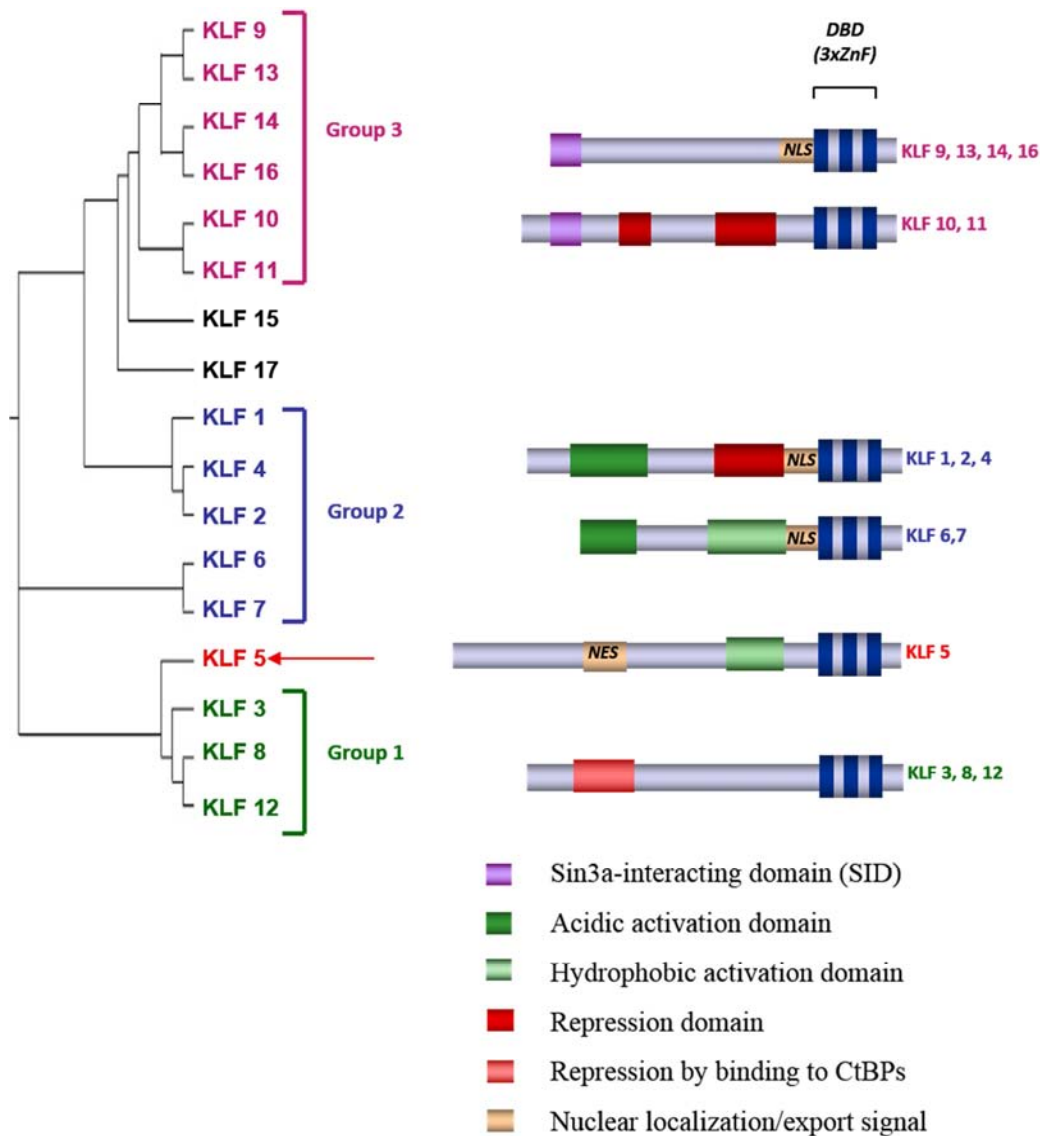 KLF 9
KLF 13
KLF 14
KLF 16
KLF 10
KLF 11
Group 3
KLF 15
KLF 17
KLF 1
KLF 4
KLF 2
KLF 6
KLF 7
Group 2
KLF 5
KLF 3
KLF 8
KLF 12
Group 1
DBD
(3xZnF)
NLS
KLF 9, 13, 14, 16
KLF 10, 11
NLS
KLF 1, 2, 4
NLS
KLF 6,7
NES
KLF 5
KLF 3, 8, 12
Sin3a-interacting domain (SID)
Acidic activation domain
Hydrophobic activation domain
Repression domain
Repression by binding to CtBPs
Nuclear localization/export signal